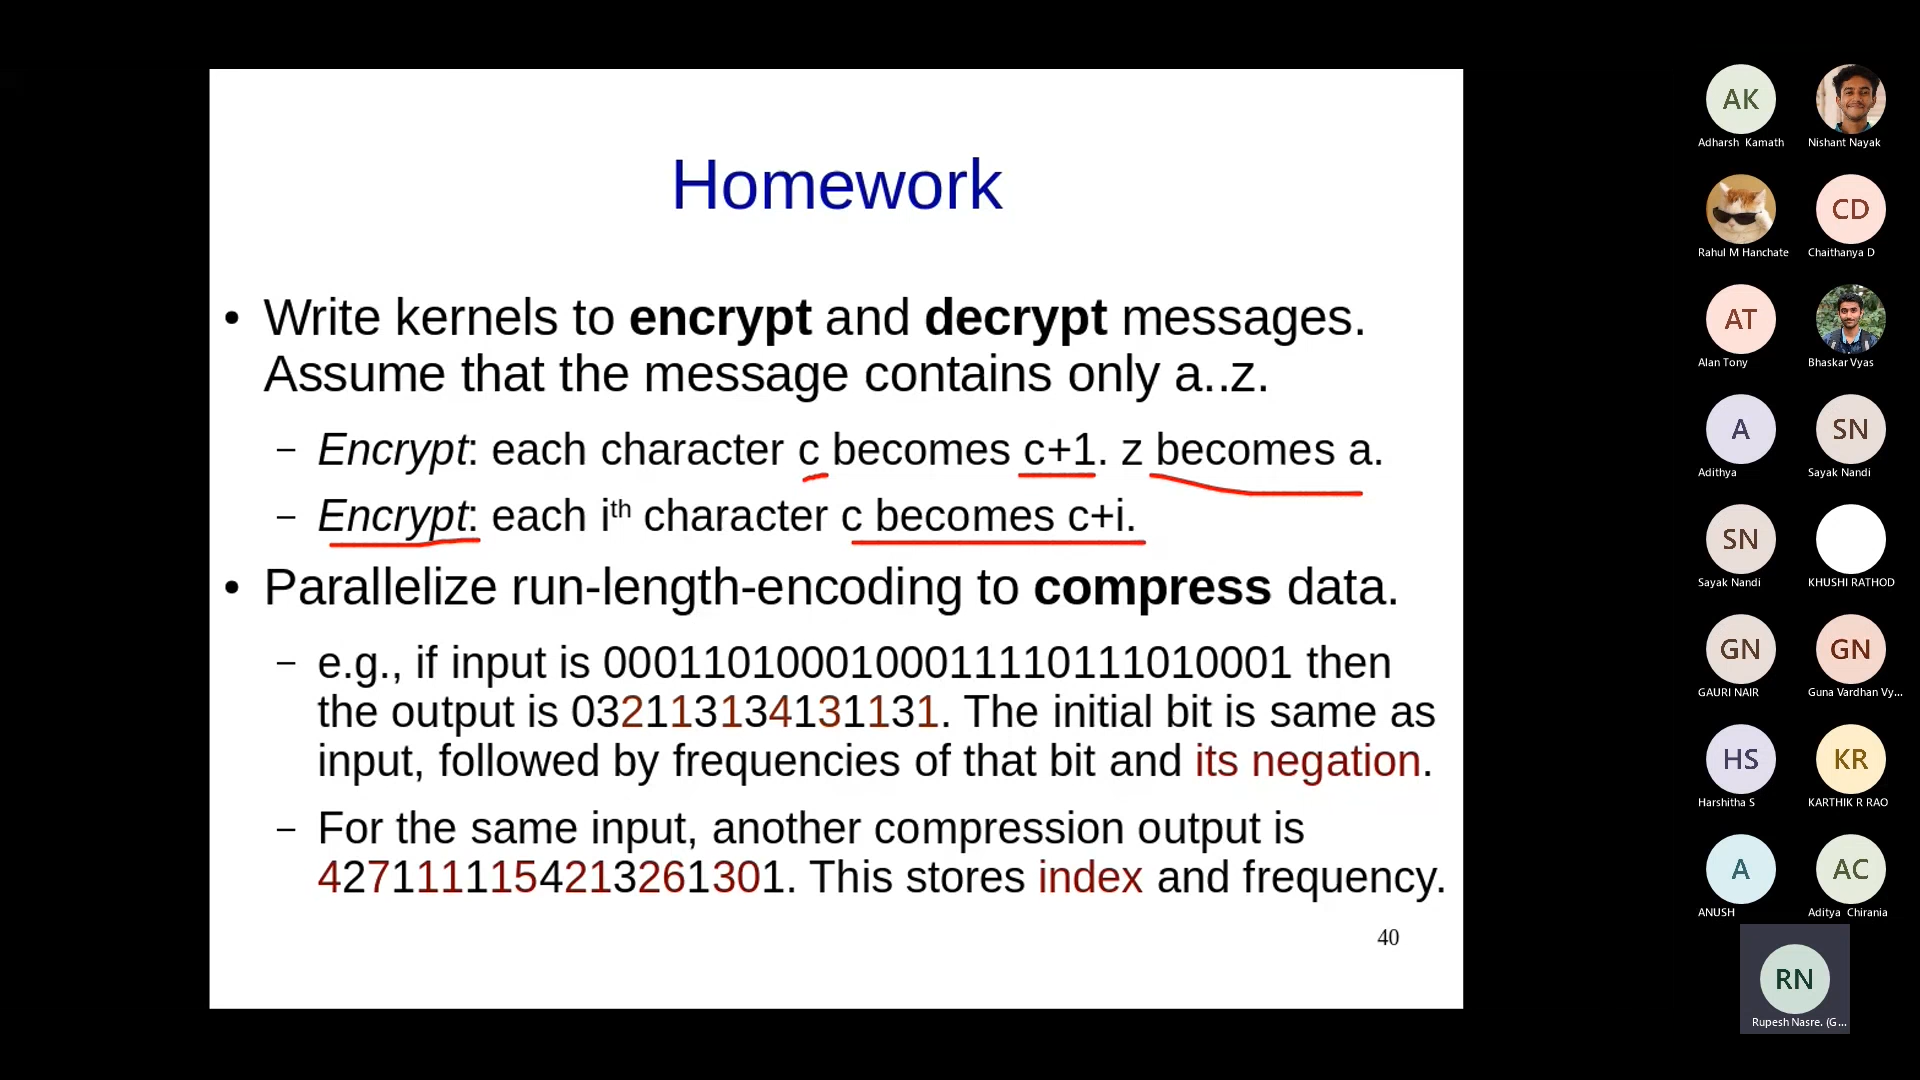 Homework
• Write kernels to encrypt and decrypt messages.
Assume that the message contains only a..z.
– Encrypt: each character c becomes c+1. z becomes a.
– Encrypt: each ith character c becomes c+i.
• Parallelize run-length-encoding to compress data.
– e.g., if input is 0001101000100011110111010001 then
the output is 032113134131131. The initial bit is same as
input, followed by frequencies of that bit and its negation.
– For the same input, another compression output is
4271111154213261301. This stores index and frequency.
40
AK
Adharsh Kamath
Nishant Nayak
Rahul M Hanchate
CD
Chaithanya D
AT
Alan Tony
Bhaskar Vyas
A
Adithya
SN
Sayak Nandi
SN
Sayak Nandi
KHUSHI RATHOD
GN
GAURI NAIR
GN
Guna Vardhan Vy...
HS
Harshitha S
KR
KARTHIK R RAO
A
ANUSH
AC
Aditya Chirania
RN
Rupesh Nasre. (G...